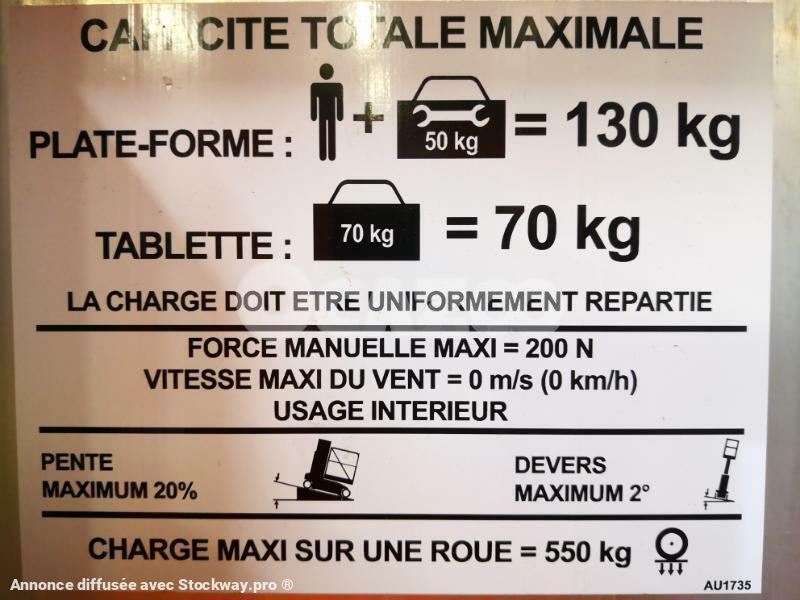 CAPACITE TOTALE MAXIMALE
PLATE-FORME : + 50 kg = 130 kg
TABLETTE : 70 kg = 70 kg
LA CHARGE DOIT ETRE UNIFORMEMENT REPARTIE
FORCE MANUELLE MAXI = 200 N
VITESSE MAXI DU VENT = 0 m/s (0 km/h)
USAGE INTERIEUR
PENTE
MAXIMUM 20%
DEVERS
MAXIMUM 2°
CHARGE MAXI SUR UNE ROUE = 550 kg
AU1735
Annonce diffusée avec Stockway.pro ®